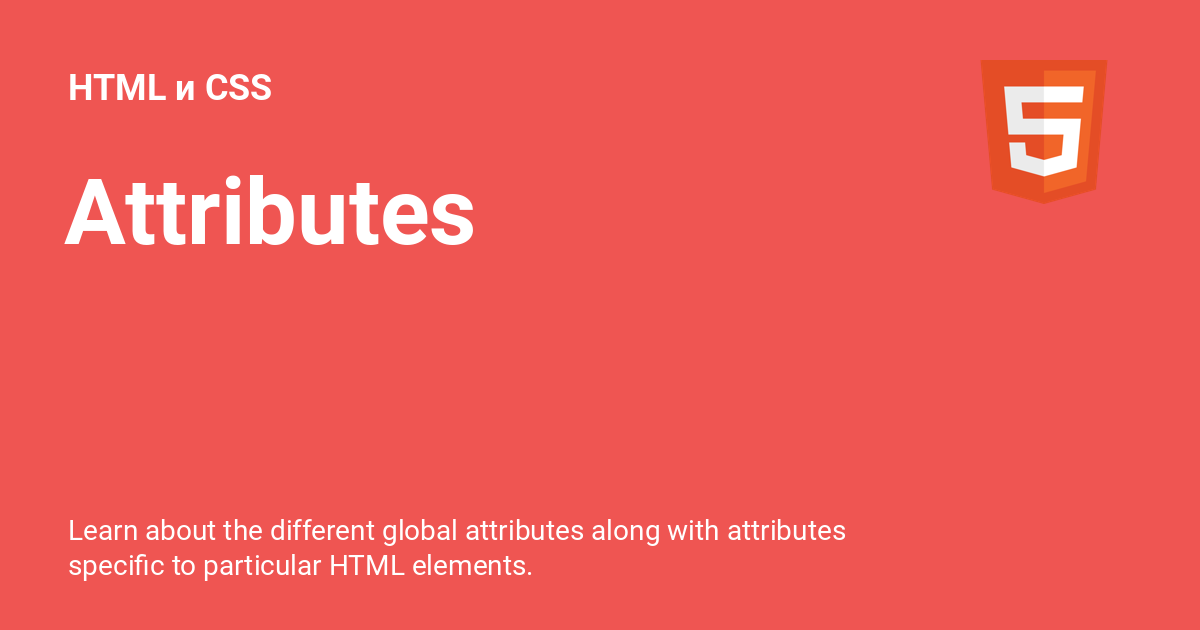 HTML и CSS
Attributes
Learn about the different global attributes along with attributes
specific to particular HTML elements.